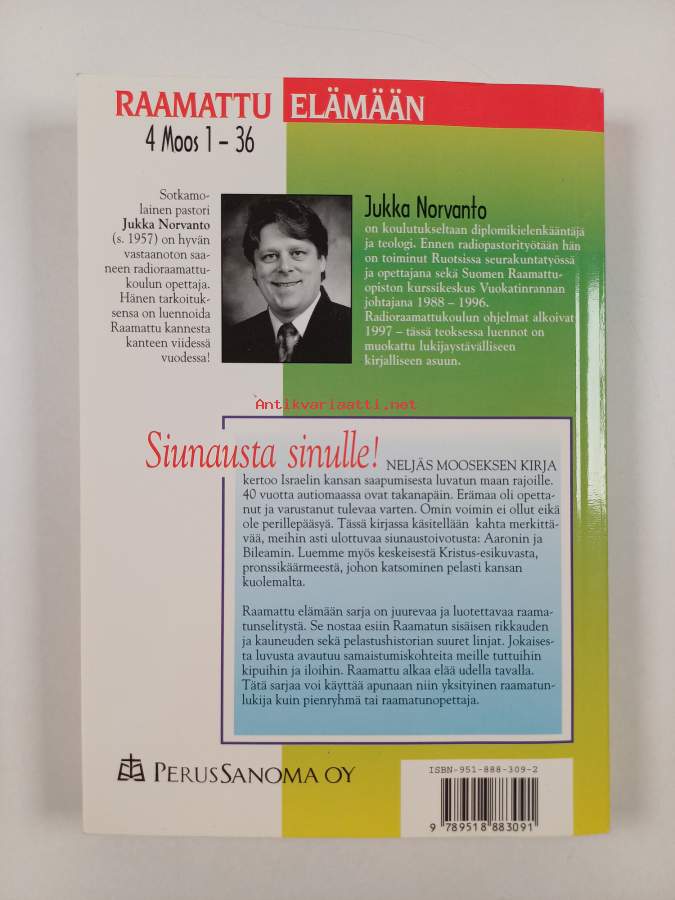 RAAMATTU ELÄMÄÄN
4 Moos 1 – 36
Sotkamo-
lainen pastori
Jukka Norvanto
(s. 1957) on hyvän
vastaanoton saa-
neen radioraamattu-
koulun opettaja.
Hänen tarkoituk-
sensa on luennoida
Raamattu kannesta
kanteen viidessä
vuodessa!
Jukka Norvanto
on koulutukseltaan diplomikielenkääntäjä
ja teologi. Ennen radiopastorityötään hän
on toiminut Ruotsissa seurakuntatyössä
ja opettajana sekä Suomen Raamattu-
opiston kurssikeskus Vuokatinrannan
johtajana 1988 – 1996.
Radioraamattukoulun ohjelmat alkoivat
1997 – tässä teoksessa luennot on
muokattu lukijaystävälliseen
kirjalliseen asuun.
Antikvariaatti.net
Siunausta sinulle! NELJÄS MOOSEKSEN KIRJA
kertoo Israelin kansan saapumisesta luvatun maan rajoille.
40 vuotta autiomaassa ovat takanapäin. Erämaa oli opetta-
nut ja varustanut tulevaa varten. Omin voimin ei ollut eikä
ole perillepääsyä. Tässä kirjassa käsitellään kahta merkittä-
vää, meihin asti ulottuvaa siunaustoivotusta: Aaronin ja
Bileamin. Luemme myös keskeisestä Kristus-esikuvasta,
pronssikäärmeestä, johon katsominen pelasti kansan
kuolemalta.
Raamattu elämään sarja on juurevaa ja luotettavaa raama-
tunselitystä. Se nostaa esiin Raamatun sisäisen rikkauden
ja kauneuden sekä pelastushistorian suuret linjat. Jokaises-
ta luvusta avautuu samaistumiskohteita meille tuttuihin
kipuihin ja iloihin. Raamattu alkaa elää udella tavalla.
Tätä sarjaa voi käyttää apunaan niin yksityinen raamatun-
lukija kuin pienryhmä tai raamatunopettaja.
PERUSSANOMA OY
ISBN-951-888-309-2
9 789518 883091